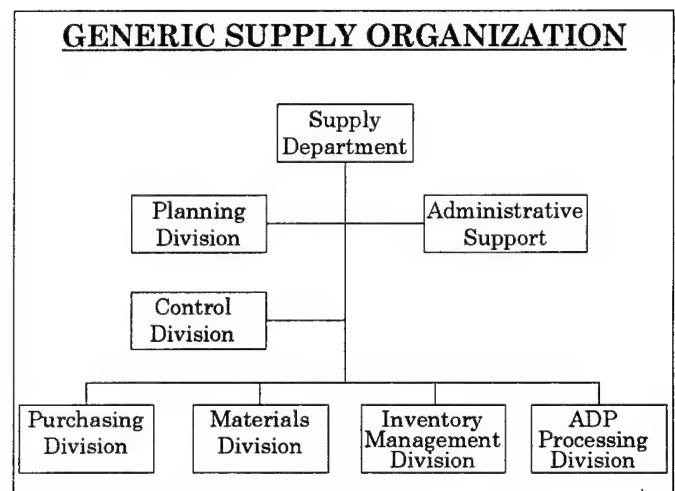 GENERIC SUPPLY ORGANIZATION
Supply
Department
Planning
Division
Administrative
Support
Control
Division
Purchasing
Division
Materials
Division
Inventory
Management
Division
ADP
Processing
Division